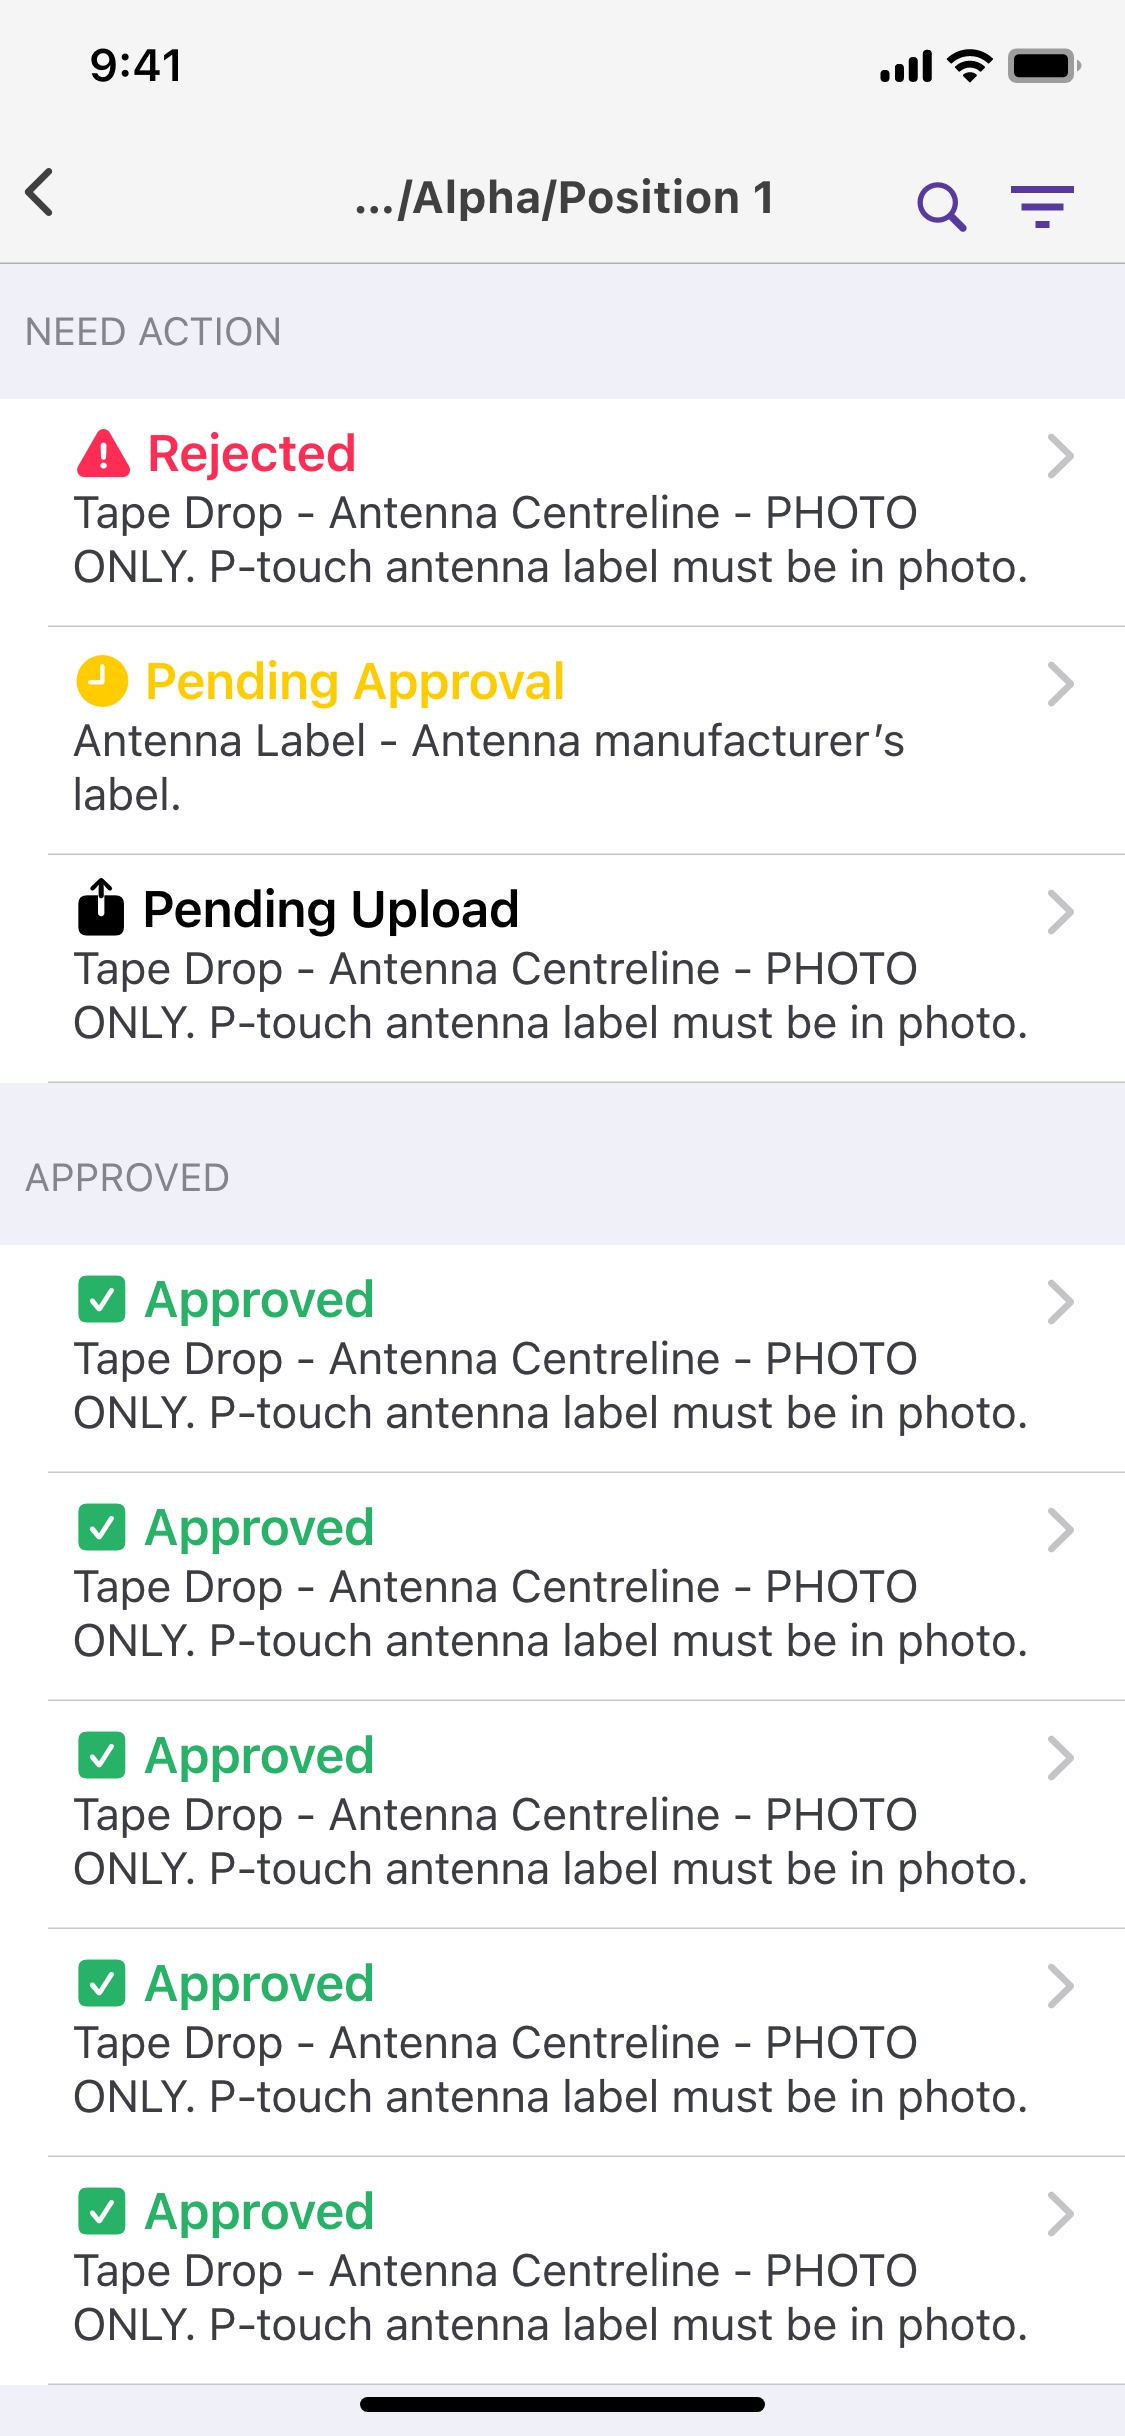 9:41
.../Alpha/Position 1
NEED ACTION
Rejected
Tape Drop - Antenna Centreline - PHOTO
ONLY. P-touch antenna label must be in photo.
Pending Approval
Antenna Label - Antenna manufacturer’s
label.
Pending Upload
Tape Drop - Antenna Centreline - PHOTO
ONLY. P-touch antenna label must be in photo.
APPROVED
Approved
Tape Drop - Antenna Centreline - PHOTO
ONLY. P-touch antenna label must be in photo.
Approved
Tape Drop - Antenna Centreline - PHOTO
ONLY. P-touch antenna label must be in photo.
Approved
Tape Drop - Antenna Centreline - PHOTO
ONLY. P-touch antenna label must be in photo.
Approved
Tape Drop - Antenna Centreline - PHOTO
ONLY. P-touch antenna label must be in photo.
Approved
Tape Drop - Antenna Centreline - PHOTO
ONLY. P-touch antenna label must be in photo.